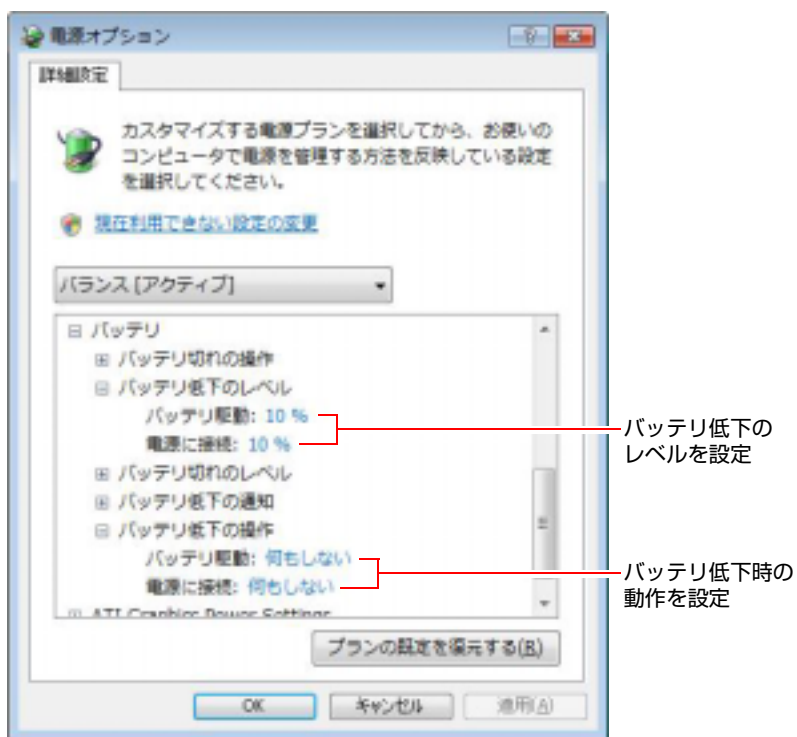 電源オプション
詳細設定
カスタマイズする電源プランを選択してから、お使いの
コンピュータで電源を管理する方法を反映している設定
を選択してください。
現在利用できない設定の変更
バランス [アクティブ]
バッテリ
バッテリ切れの操作
バッテリ低下のレベル
バッテリ駆動: 10 %
電源に接続: 10 %
バッテリ低下の
レベルを設定
バッテリ切れのレベル
バッテリ低下の通知
バッテリ低下の操作
バッテリ駆動: 何もしない
電源に接続: 何もしない
バッテリ低下時の
動作を設定
ATI Graphics Power Settings
プランの既定を復元する(R)
OK
キャンセル
適用(A)